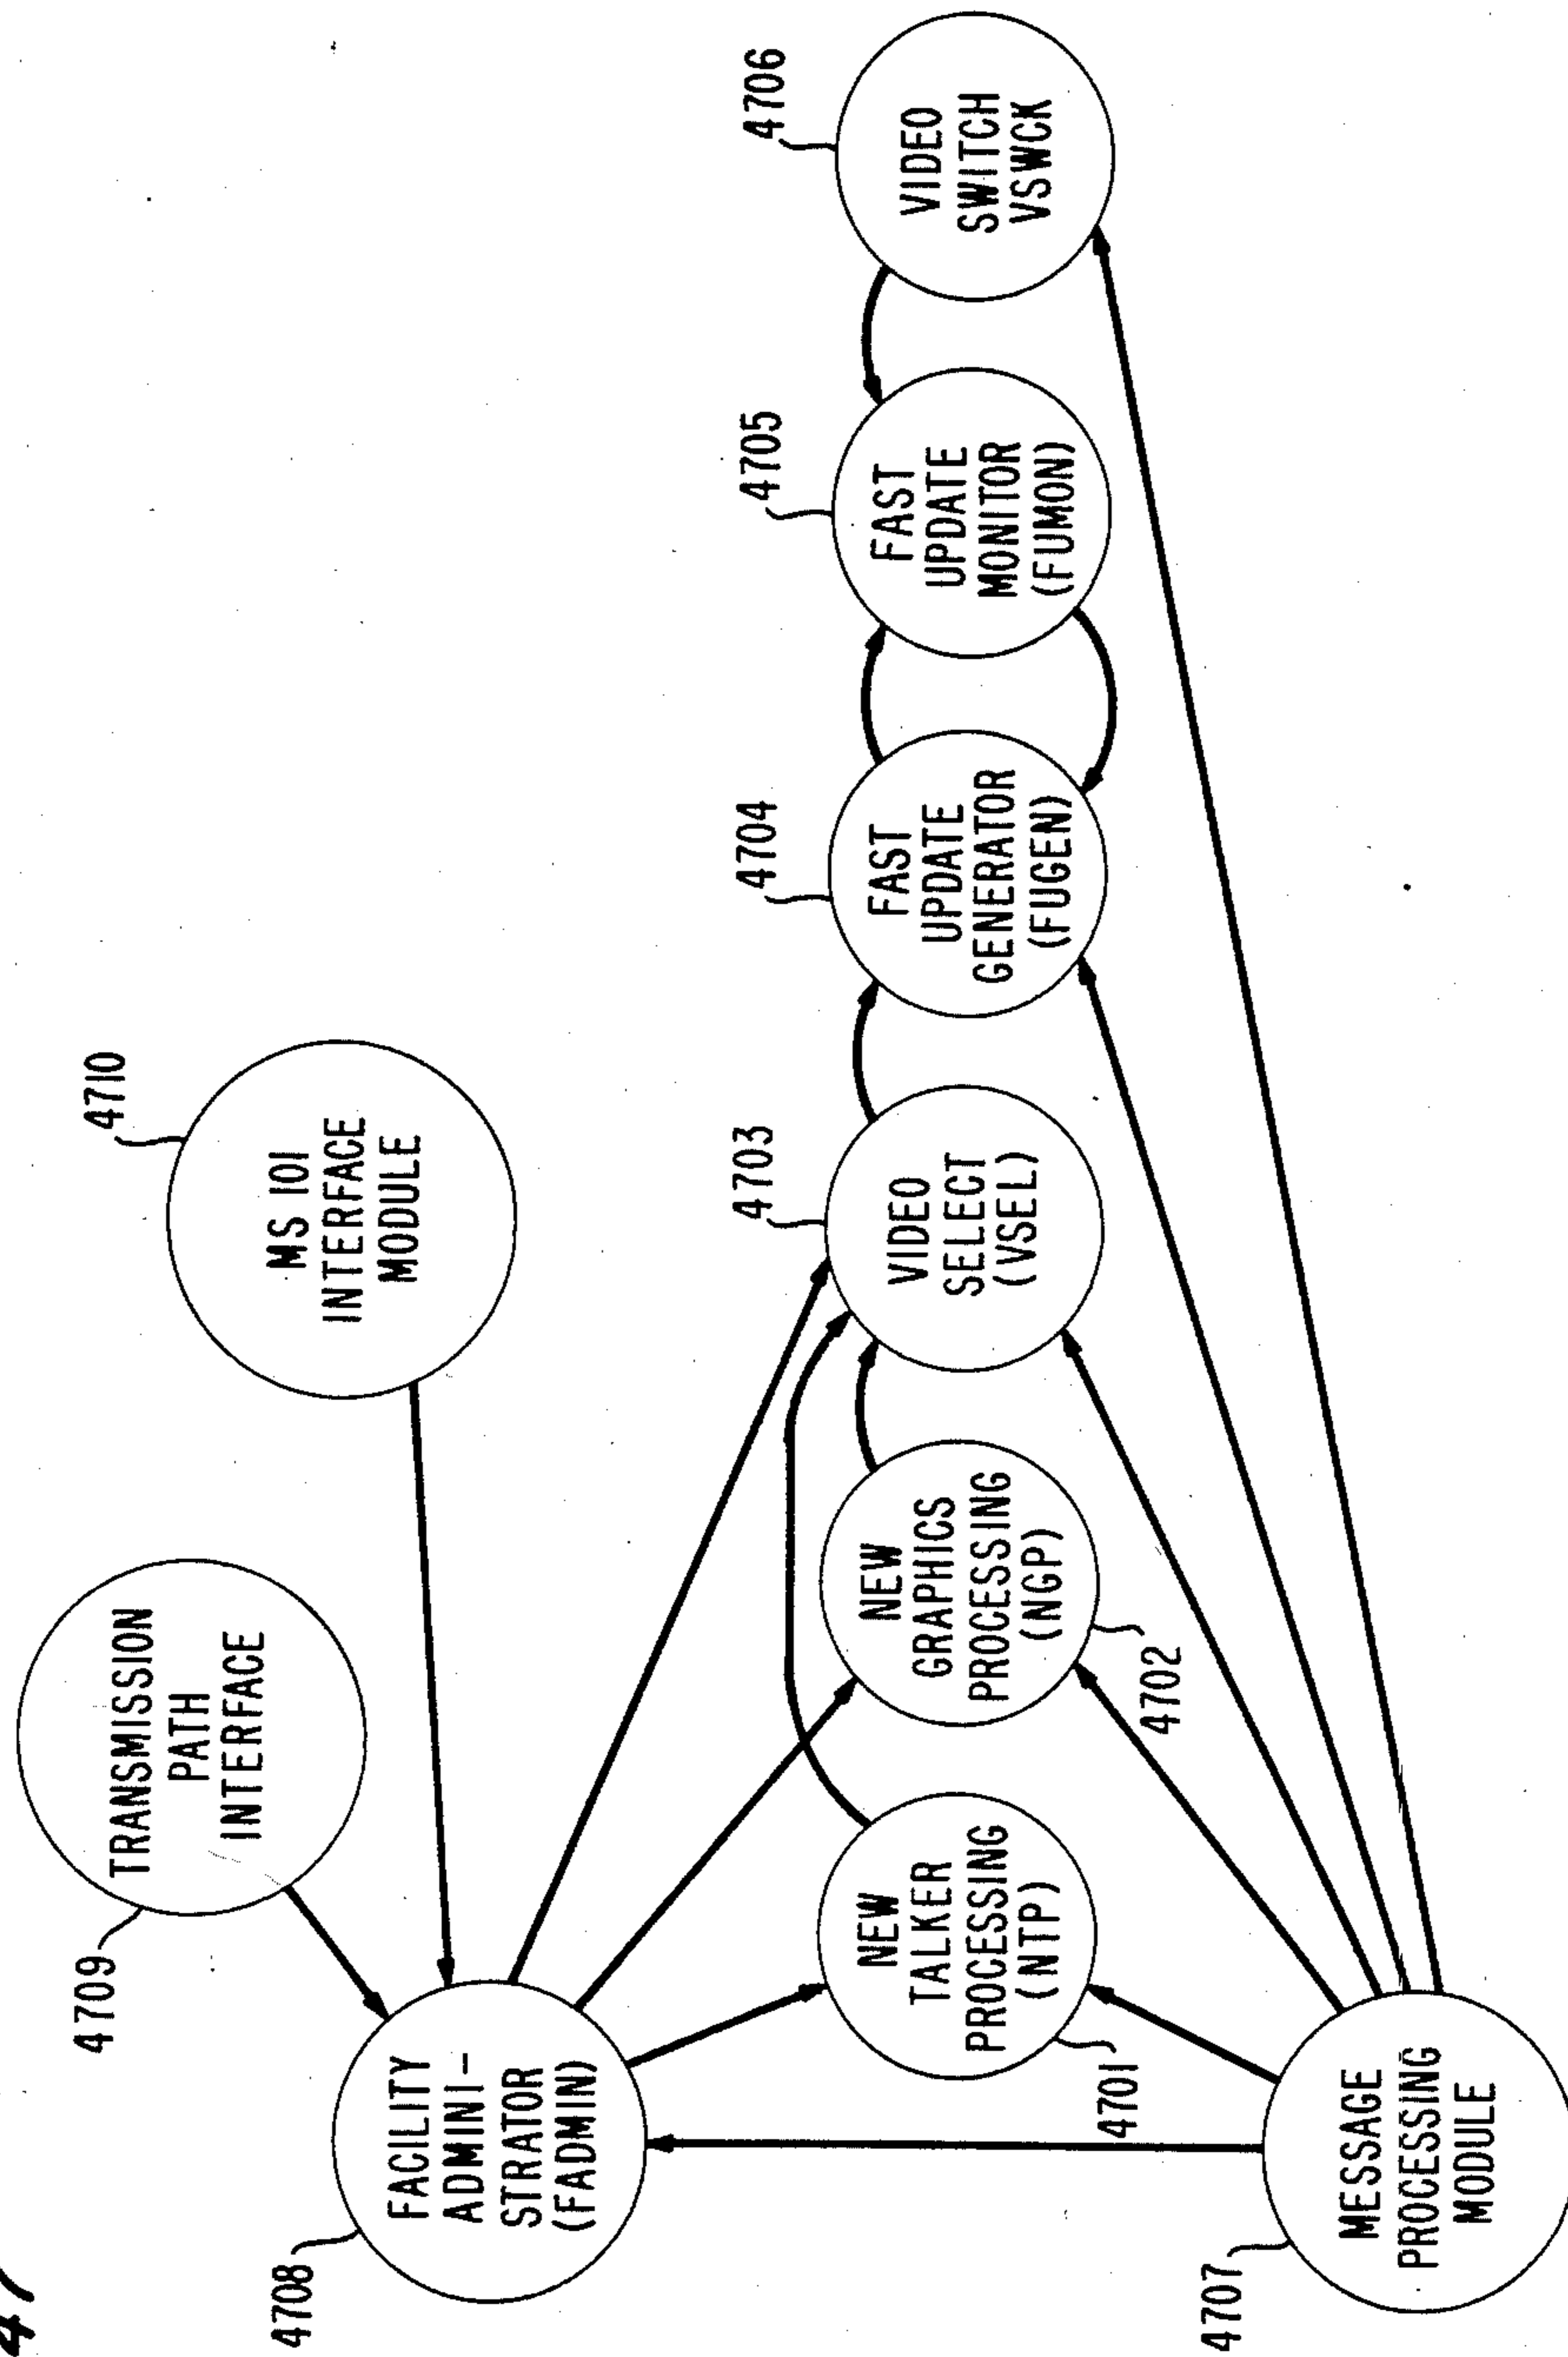 47
4709
TRANSMISSION
PATH
INTERFACE
4710
MS 101
INTERFACE
MODULE
4708
FACILITY
ADMINI-
STRATOR
(FADMIN)
4701
NEW
TALKER
PROCESSING
(NTP)
4702
NEW
GRAPHICS
PROCESSING
(NGP)
4703
VIDEO
SELECT
(VSEL)
4704
FAST
UPDATE
GENERATOR
(FUGEN)
4705
FAST
UPDATE
MONITOR
(FUMON)
4706
VIDEO
SWITCH
VSWCK
4707
MESSAGE
PROCESSING
MODULE